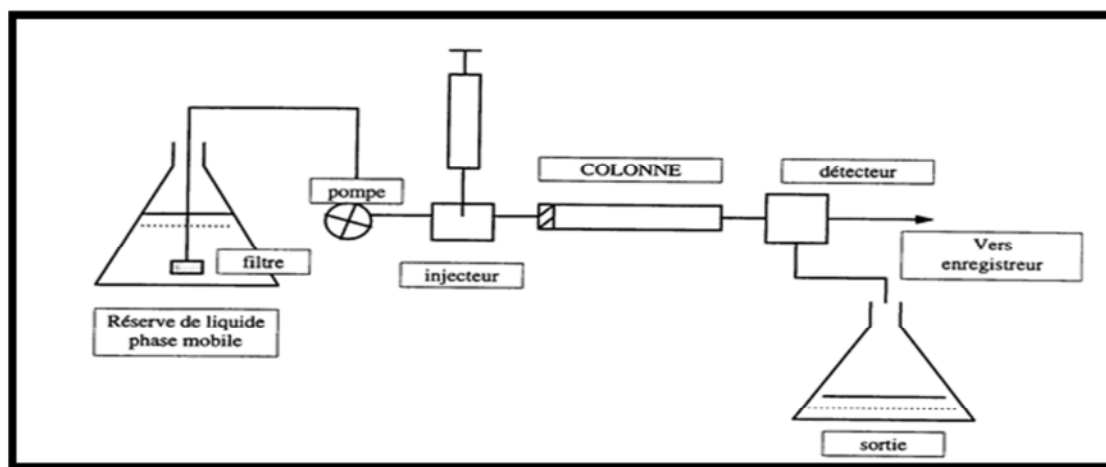 COLONNE
détecteur
pompe
filtre
injecteur
Vers
enregistreur
Réserve de liquide
phase mobile
sortie